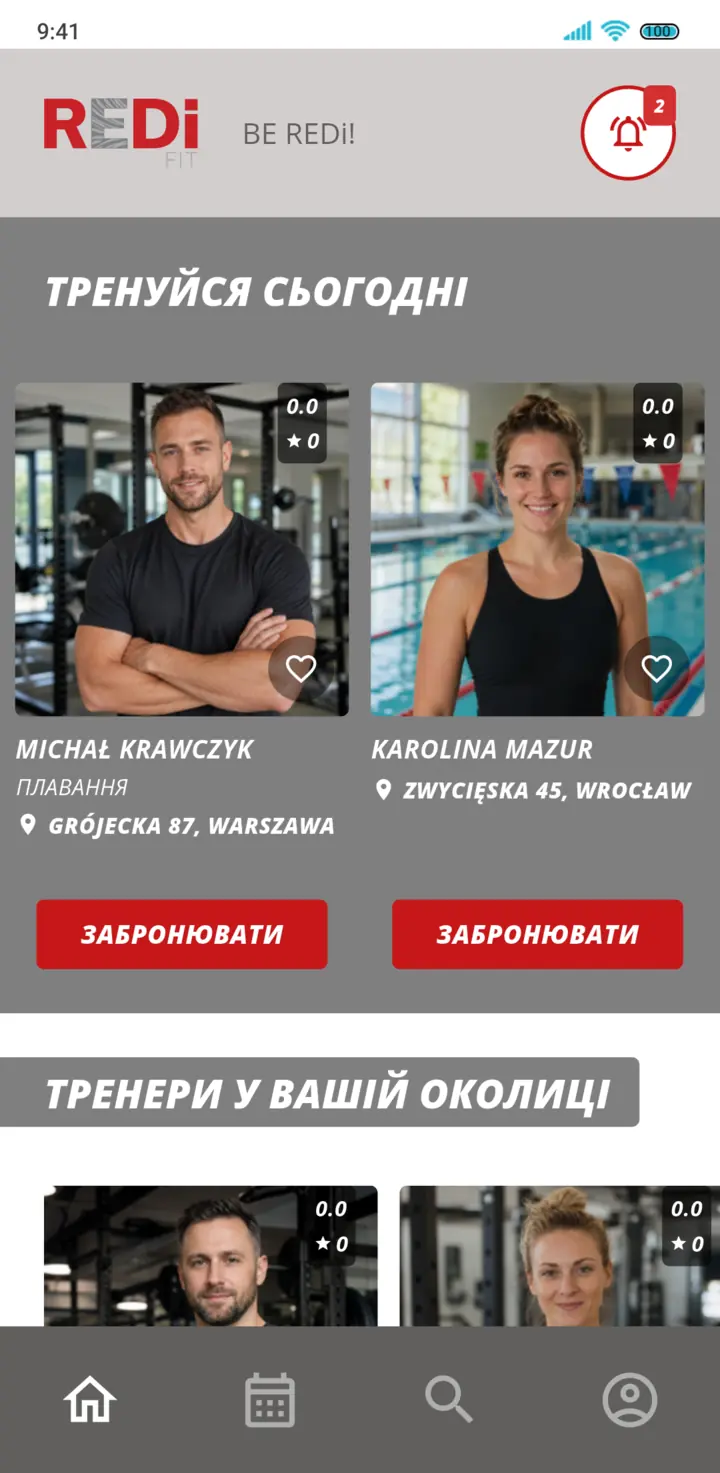 9:41
100
REDi
FIT
BE REDi!
2
ТРЕНУЙСЯ СЬОГОДНІ
0.0
★ 0
0.0
★ 0
MICHAŁ KRAWCZYK
ПЛАВАННЯ
GRÓJECKA 87, WARSZAWA
KAROLINA MAZUR
ZWYCIĘSKA 45, WROCŁAW
ЗАБРОНЮВАТИ
ЗАБРОНЮВАТИ
ТРЕНЕРИ У ВАШІЙ ОКОЛИЦІ
0.0
★ 0
0.0
★ 0